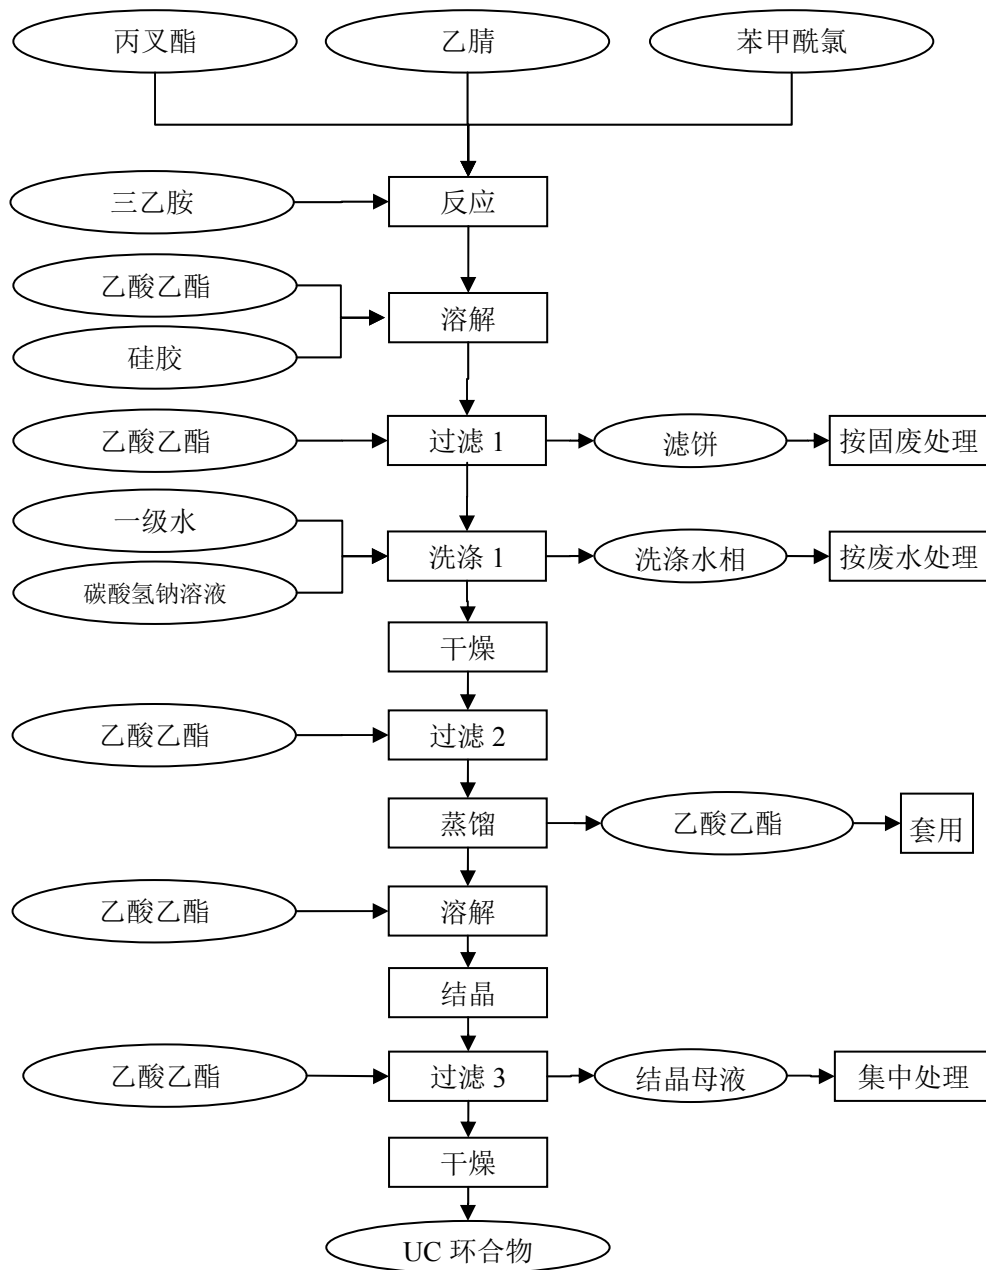 丙叉酯
乙腈
苯甲酰氯
三乙胺
反应
乙酸乙酯
溶解
硅胶
乙酸乙酯
过滤 1
滤饼
按固废处理
一级水
洗涤 1
洗涤水相
按废水处理
碳酸氢钠溶液
干燥
乙酸乙酯
过滤 2
蒸馏
乙酸乙酯
套用
乙酸乙酯
溶解
结晶
乙酸乙酯
过滤 3
结晶母液
集中处理
干燥
UC 环合物